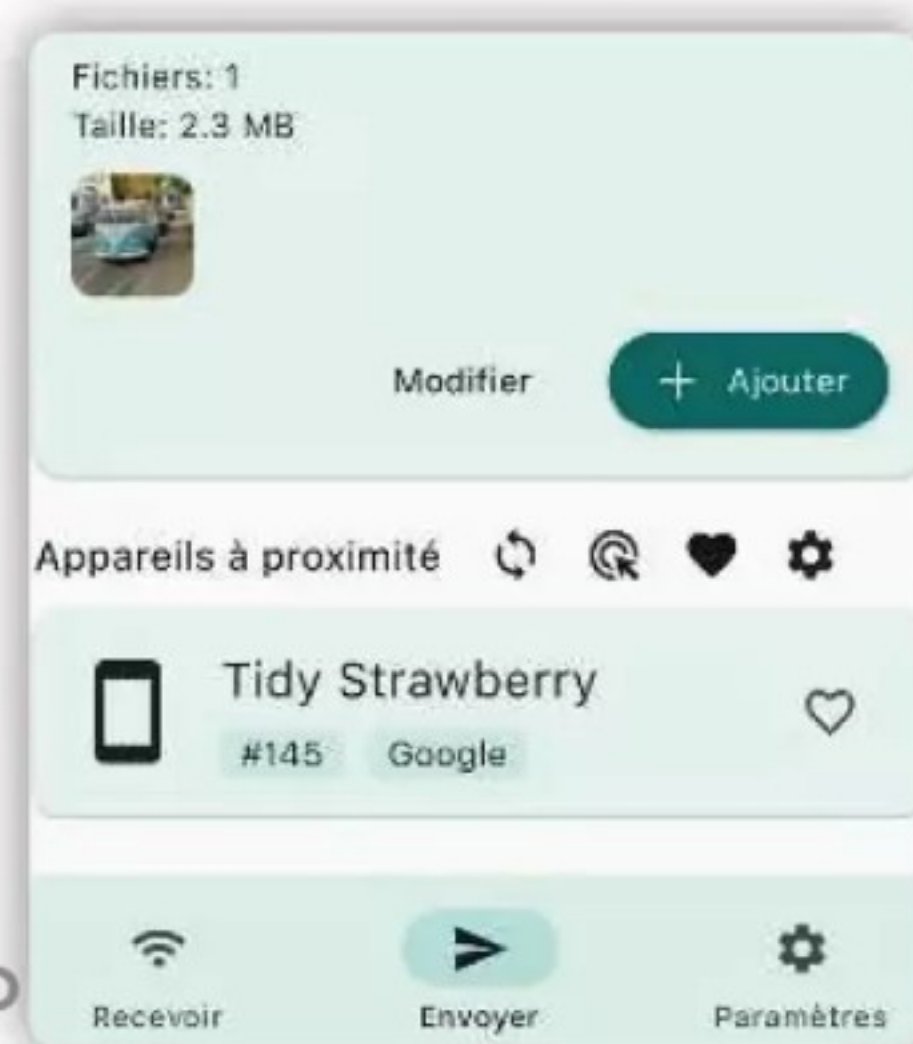 Fichiers: 1
Taille: 2.3 MB
Modifier
Ajouter
Appareils à proximité
Tidy Strawberry
#145 Google
Recevoir Envoyer Paramètres